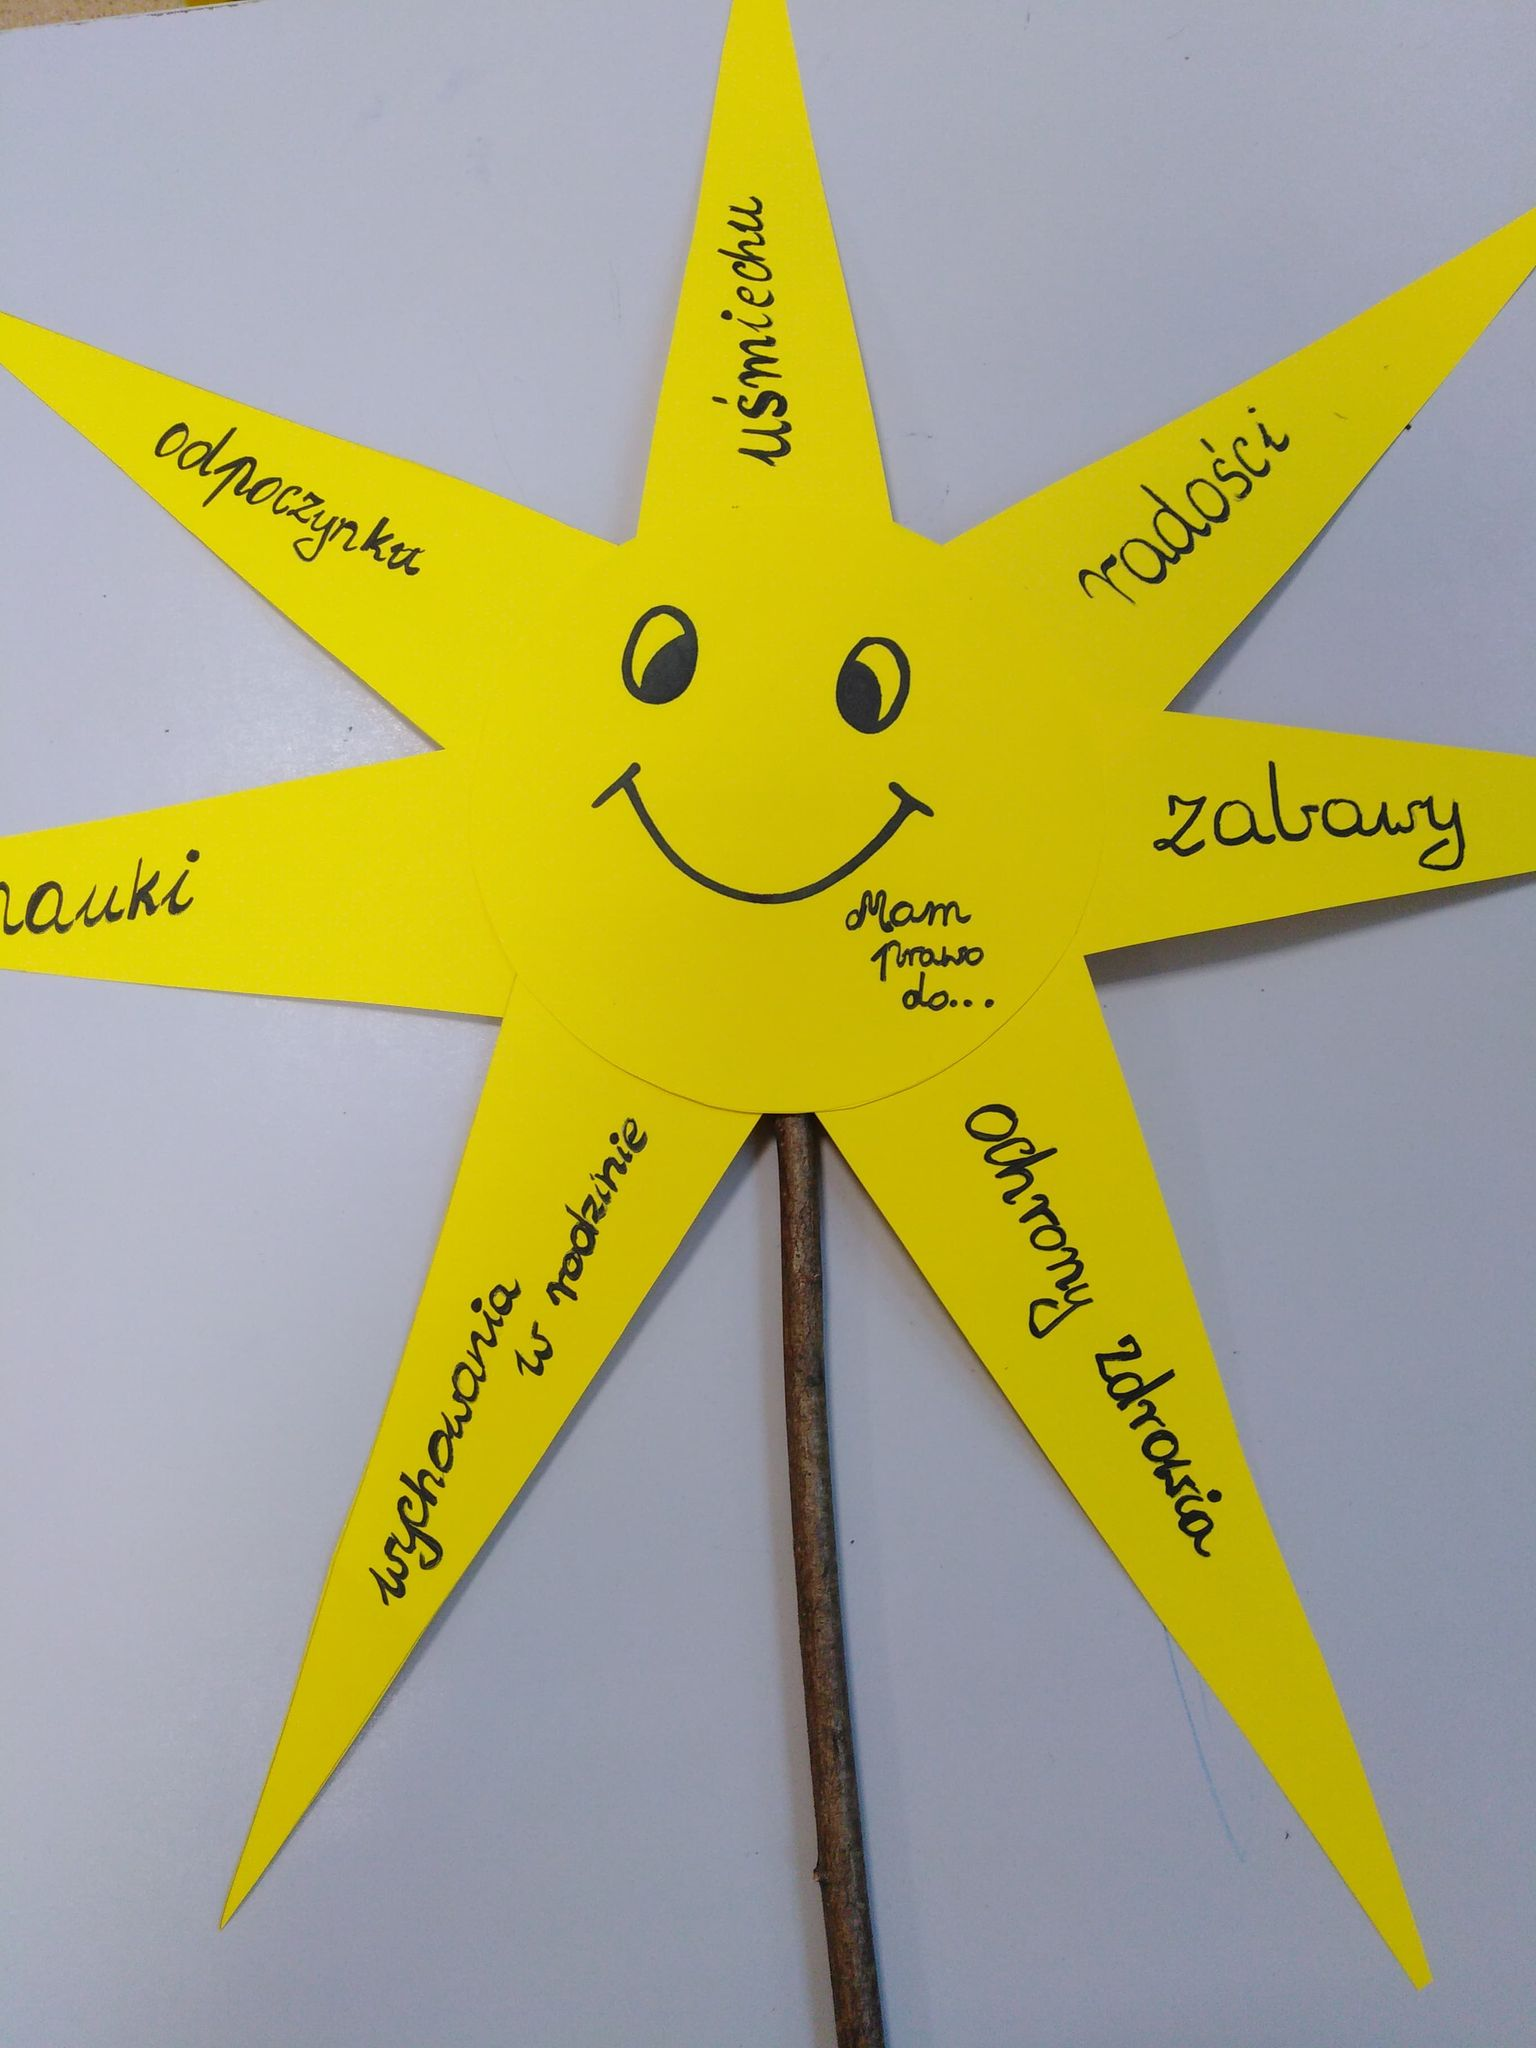 uśmiechu
radości
odpoczynku
zabawy
nauki
Mam
prawo
do...
ochrony zdrowia
wychowania
w rodzinie